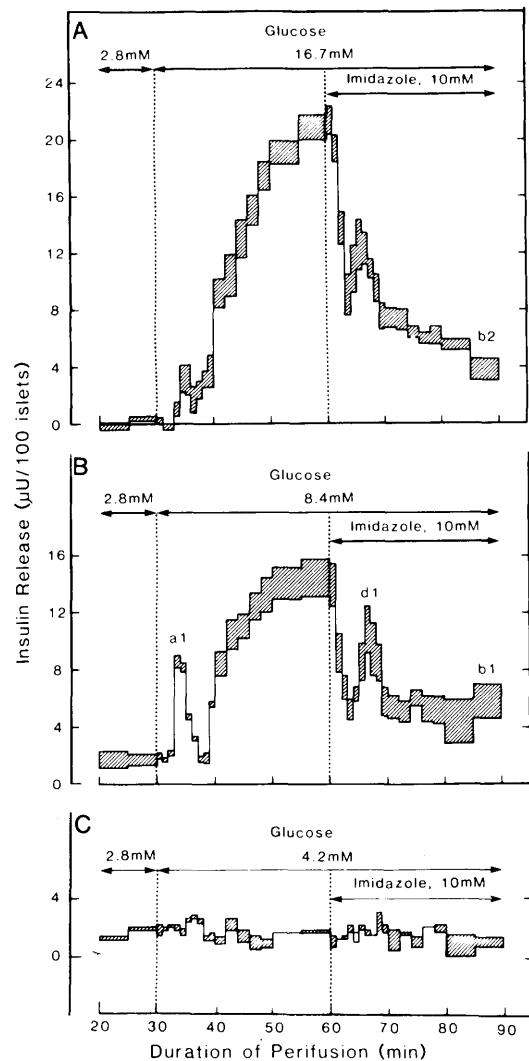 A
Glucose
2.8mM 16.7mM
Imidazole, 10mM
24
20
16
12
8
4
0
b2
Insulin Release (µU/100 islets)
B
Glucose
2.8mM 8.4mM
Imidazole, 10mM
16
12
8
4
0
a1
d1
b1
C
Glucose
2.8mM 4.2mM
Imidazole, 10mM
4
2
0
20 30 40 50 60 70 80 90
Duration of Perifusion (min)